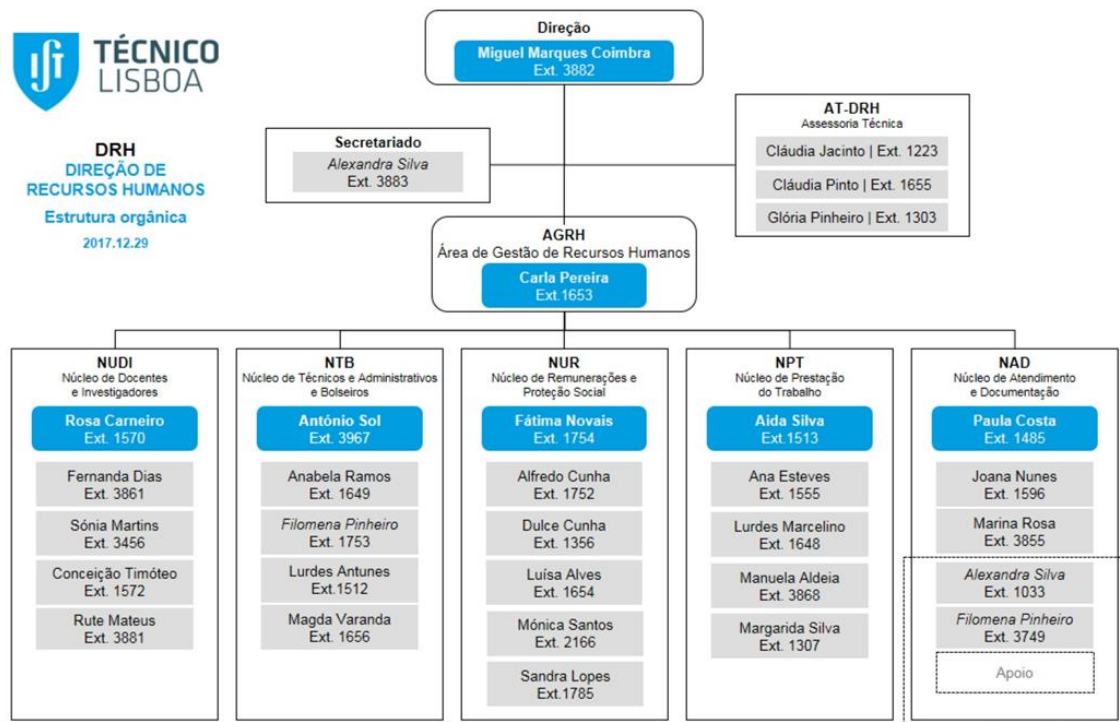 TÉCNICO
LISBOA
DRH
DIREÇÃO DE
RECURSOS HUMANOS
Estrutura orgânica
2017.12.29
Direção
Miguel Marques Coimbra
Ext. 3882
Secretariado
Alexandra Silva
Ext. 3883
AT-DRH
Assessoria Técnica
Cláudia Jacinto | Ext. 1223
Cláudia Pinto | Ext. 1655
Glória Pinheiro | Ext. 1303
AGRH
Área de Gestão de Recursos Humanos
Carla Pereira
Ext.1653
NUDI
Núcleo de Docentes
e Investigadores
Rosa Carneiro
Ext. 1570
Fernanda Dias
Ext. 3861
Sónia Martins
Ext. 3456
Conceição Timóteo
Ext. 1572
Rute Mateus
Ext. 3881
NTB
Núcleo de Técnicos e Administrativos
e Bolseiros
António Sol
Ext. 3967
Anabela Ramos
Ext. 1649
Filomena Pinheiro
Ext. 1753
Lurdes Antunes
Ext.1512
Magda Varanda
Ext. 1656
NUR
Núcleo de Remunerações e
Proteção Social
Fátima Novais
Ext. 1754
Alfredo Cunha
Ext. 1752
Dulce Cunha
Ext. 1356
Luísa Alves
Ext. 1654
Mónica Santos
Ext. 2166
Sandra Lopes
Ext.1785
NPT
Núcleo de Prestação
do Trabalho
Aida Silva
Ext.1513
Ana Esteves
Ext. 1555
Lurdes Marcelino
Ext. 1648
Manuela Aldeia
Ext. 3868
Margarida Silva
Ext. 1307
NAD
Núcleo de Atendimento
e Documentação
Paula Costa
Ext. 1485
Joana Nunes
Ext. 1596
Marina Rosa
Ext. 3855
Alexandra Silva
Ext. 1033
Filomena Pinheiro
Ext. 3749
Apoio